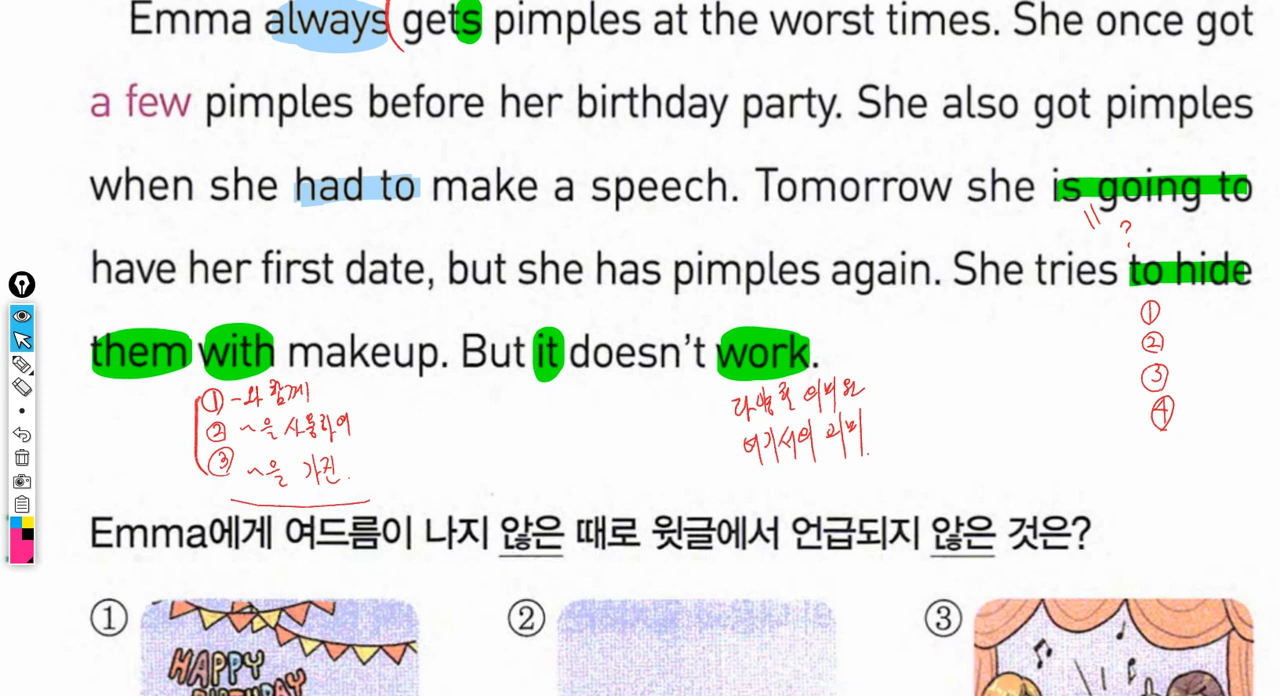 Emma always gets pimples at the worst times. She once got
a few pimples before her birthday party. She also got pimples
when she had to make a speech. Tomorrow she is going to
?
have her first date, but she has pimples again. She tries to hide
① ② ③ ④
them with makeup. But it doesn't work.
① ~와 함께
② ~을 사용하여
③ ~을 가진
다양한 의미와
여기서의 의미
Emma에게 여드름이 나지 않은 때로 윗글에서 언급되지 않은 것은?
① ② ③
HAPPY
BIRTHDAY